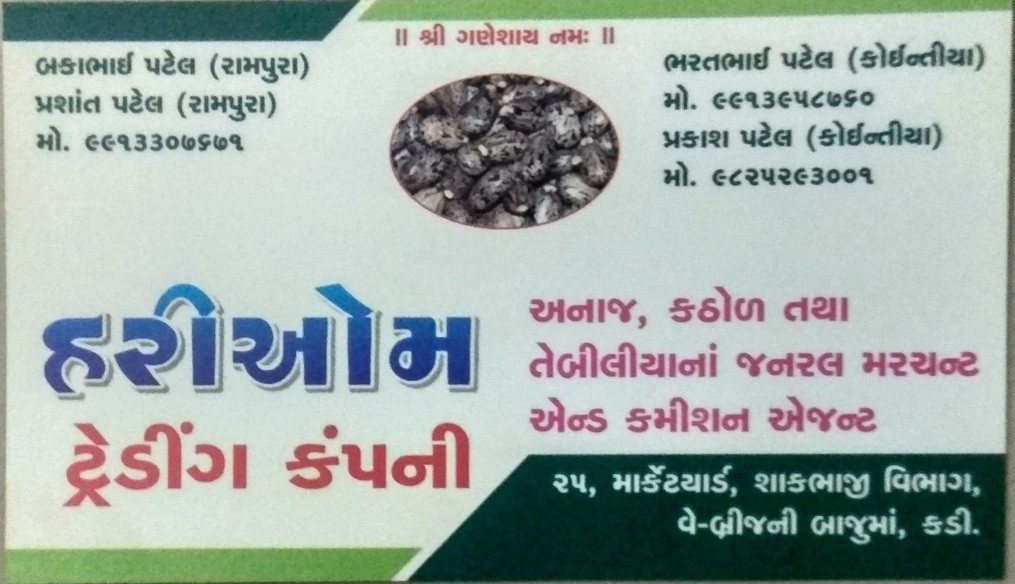 ॥ શ્રી ગણેશાય નમઃ ॥
બકાભાઈ પટેલ (રામપુરા)
પ્રશાંત પટેલ (રામપુરા)
મો. ૯૯૧૩૩૦૭૬૭૧
ભરતભાઈ પટેલ (કોઈન્તીયા)
મો. ૯૯૧૩૯૫૮૭૬૦
પ્રકાશ પટેલ (કોઈન્તીયા)
મો. ૯૮૨૫૨૯૩૦૦૧
હરીઓમ
ટ્રેડીંગ કંપની
અનાજ, કઠોળ તથા
તેબીલીયાનાં જનરલ મરચન્ટ
એન્ડ કમીશન એજન્ટ
૨૫, માર્કેટયાર્ડ, શાકભાજી વિભાગ,
વે-બ્રીજની બાજુમાં, કડી.